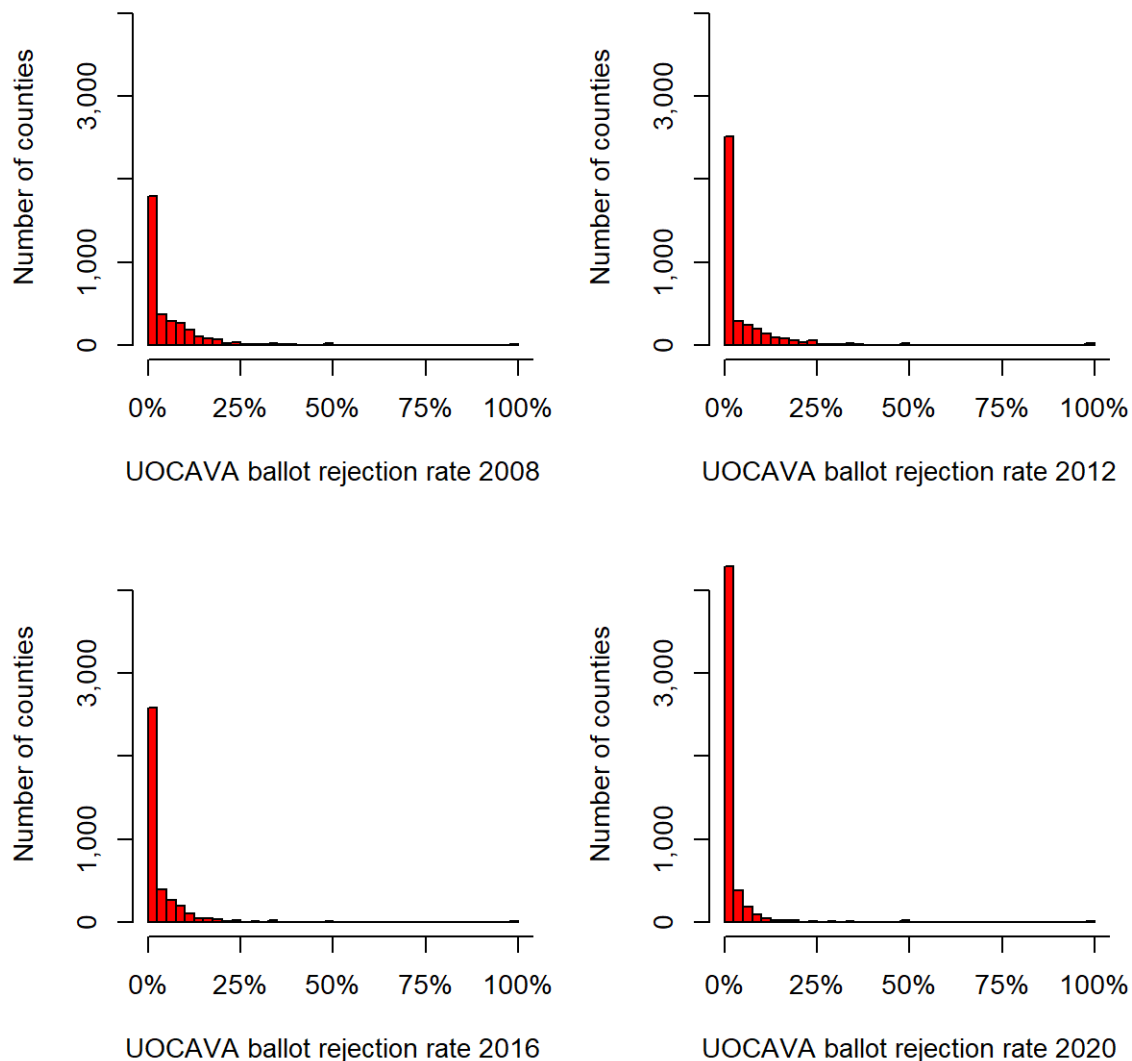 Number of counties
3,000
1,000
0
0% 25% 50% 75% 100%
UOCAVA ballot rejection rate 2008
Number of counties
3,000
1,000
0
0% 25% 50% 75% 100%
UOCAVA ballot rejection rate 2012
Number of counties
3,000
1,000
0
0% 25% 50% 75% 100%
UOCAVA ballot rejection rate 2016
Number of counties
3,000
1,000
0
0% 25% 50% 75% 100%
UOCAVA ballot rejection rate 2020